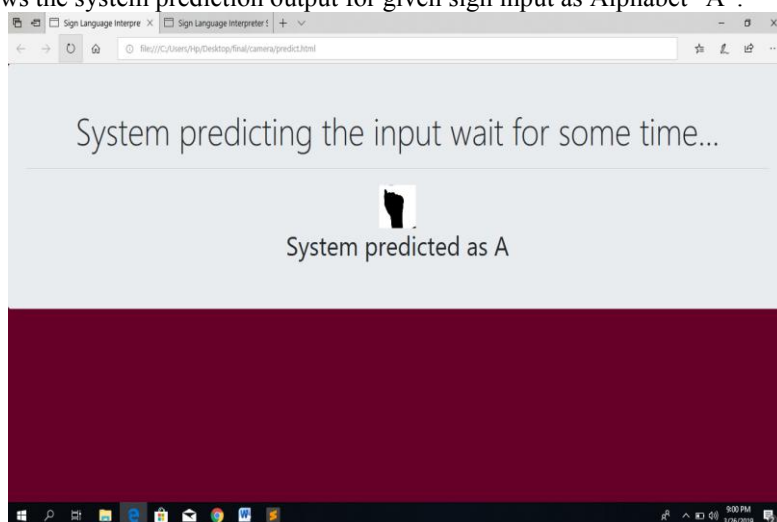 the system prediction output for given sign input as Alphabet "A".
Sign Language Interpre
Sign Language Interpreter S
file:///C:/Users/Hp/Desktop/final/camera/predict.html
System predicting the input wait for some time...
System predicted as A
9:00 PM